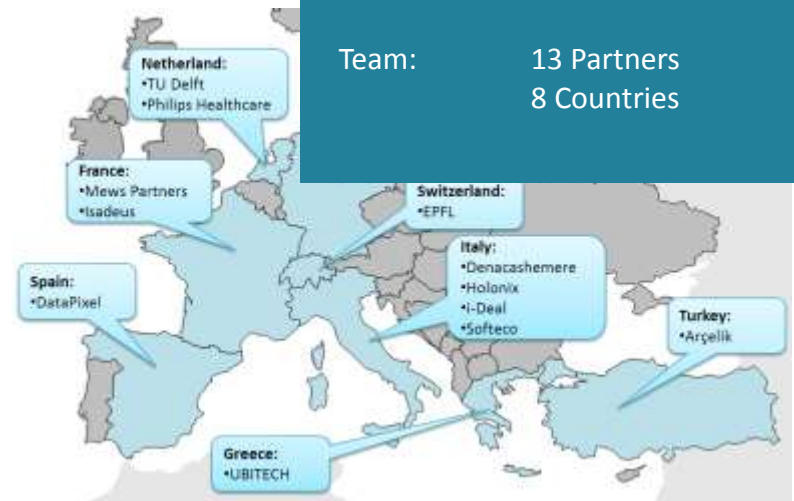 Team: 13 Partners
8 Countries
Netherland:
•TU Delft
•Philips Healthcare
France:
•Mews Partners
•Isadeus
Switzerland:
•EPFL
Italy:
•Denacashemere
•Holonix
•i-Deal
•Softeco
Spain:
•DataPixel
Turkey:
•Arçelik
Greece:
•UBITECH